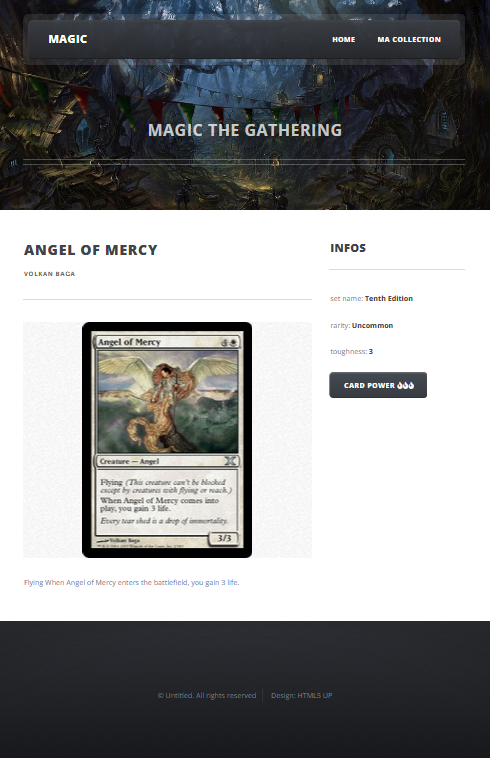 MAGIC
HOME MA COLLECTION
MAGIC THE GATHERING
ANGEL OF MERCY
VOLKAN BAGA
Angel of Mercy 4
Creature — Angel
Flying (This creature can't be blocked
except by creatures with flying or reach.)
When Angel of Mercy comes into
play, you gain 3 life.
Every tear shed is a drop of immortality.
Volkan Baga
3/3
Flying When Angel of Mercy enters the battlefield, you gain 3 life.
INFOS
set name: Tenth Edition
rarity: Uncommon
toughness: 3
CARD POWER
© Untitled. All rights reserved
Design: HTML5 UP